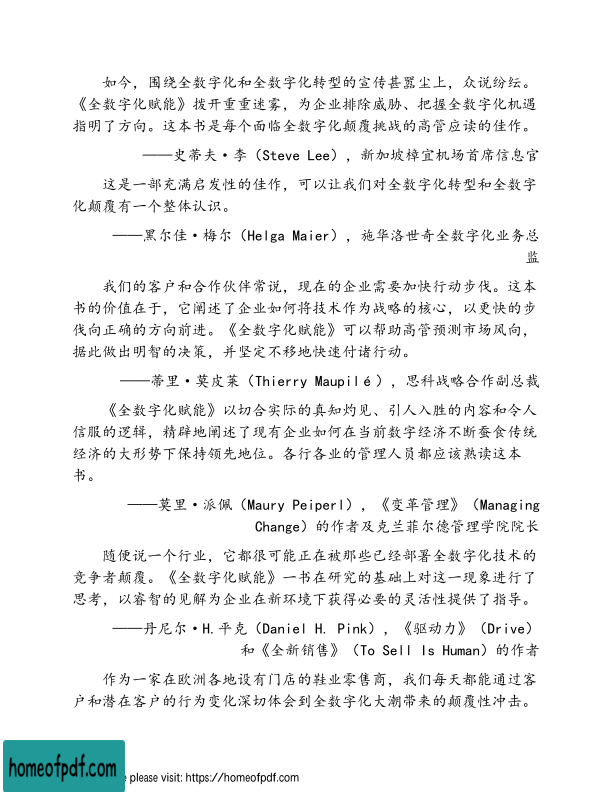 如今，围绕全数字化和全数字化转型的宣传甚嚣尘上，众说纷纭。
《全数字化赋能》拨开重重迷雾，为企业排除威胁、把握全数字化机遇
指明了方向。这本书是每个面临全数字化颠覆挑战的高管应读的佳作。
——史蒂夫·李（Steve Lee），新加坡樟宜机场首席信息官
这是一部充满启发性的佳作，可以让我们对全数字化转型和全数字
化颠覆有一个整体认识。
——黑尔佳·梅尔（Helga Maier），施华洛世奇全数字化业务总
监
我们的客户和合作伙伴常说，现在的企业需要加快行动步伐。这本
书的价值在于，它阐述了企业如何将技术作为战略的核心，以更快的步
伐向正确的方向前进。《全数字化赋能》可以帮助高管预测市场风向，
据此做出明智的决策，并坚定不移地快速付诸行动。
——蒂里·莫皮莱（Thierry Maupilé），思科战略合作副总裁
《全数字化赋能》以切合实际的真知灼见、引人入胜的内容和令人
信服的逻辑，精辟地阐述了现有企业如何在当前数字经济不断蚕食传统
经济的大形势下保持领先地位。各行各业的管理人员都应该熟读这本
书。
——莫里·派佩（Maury Peiperl），《变革管理》（Managing
Change）的作者及克兰菲尔德管理学院院长
随便说一个行业，它都很可能正在被那些已经部署全数字化技术的
竞争者颠覆。《全数字化赋能》一书在研究的基础上对这一现象进行了
思考，以睿智的见解为企业在新环境下获得必要的灵活性提供了指导。
——丹尼尔·H.平克（Daniel H. Pink），《驱动力》（Drive）
和《全新销售》（To Sell Is Human）的作者
作为一家在欧洲各地设有门店的鞋业零售商，我们每天都能通过客
户和潜在客户的行为变化深切体会到全数字化大潮带来的颠覆性冲击。
homeofpdf.com
e please visit: https://homeofpdf.com